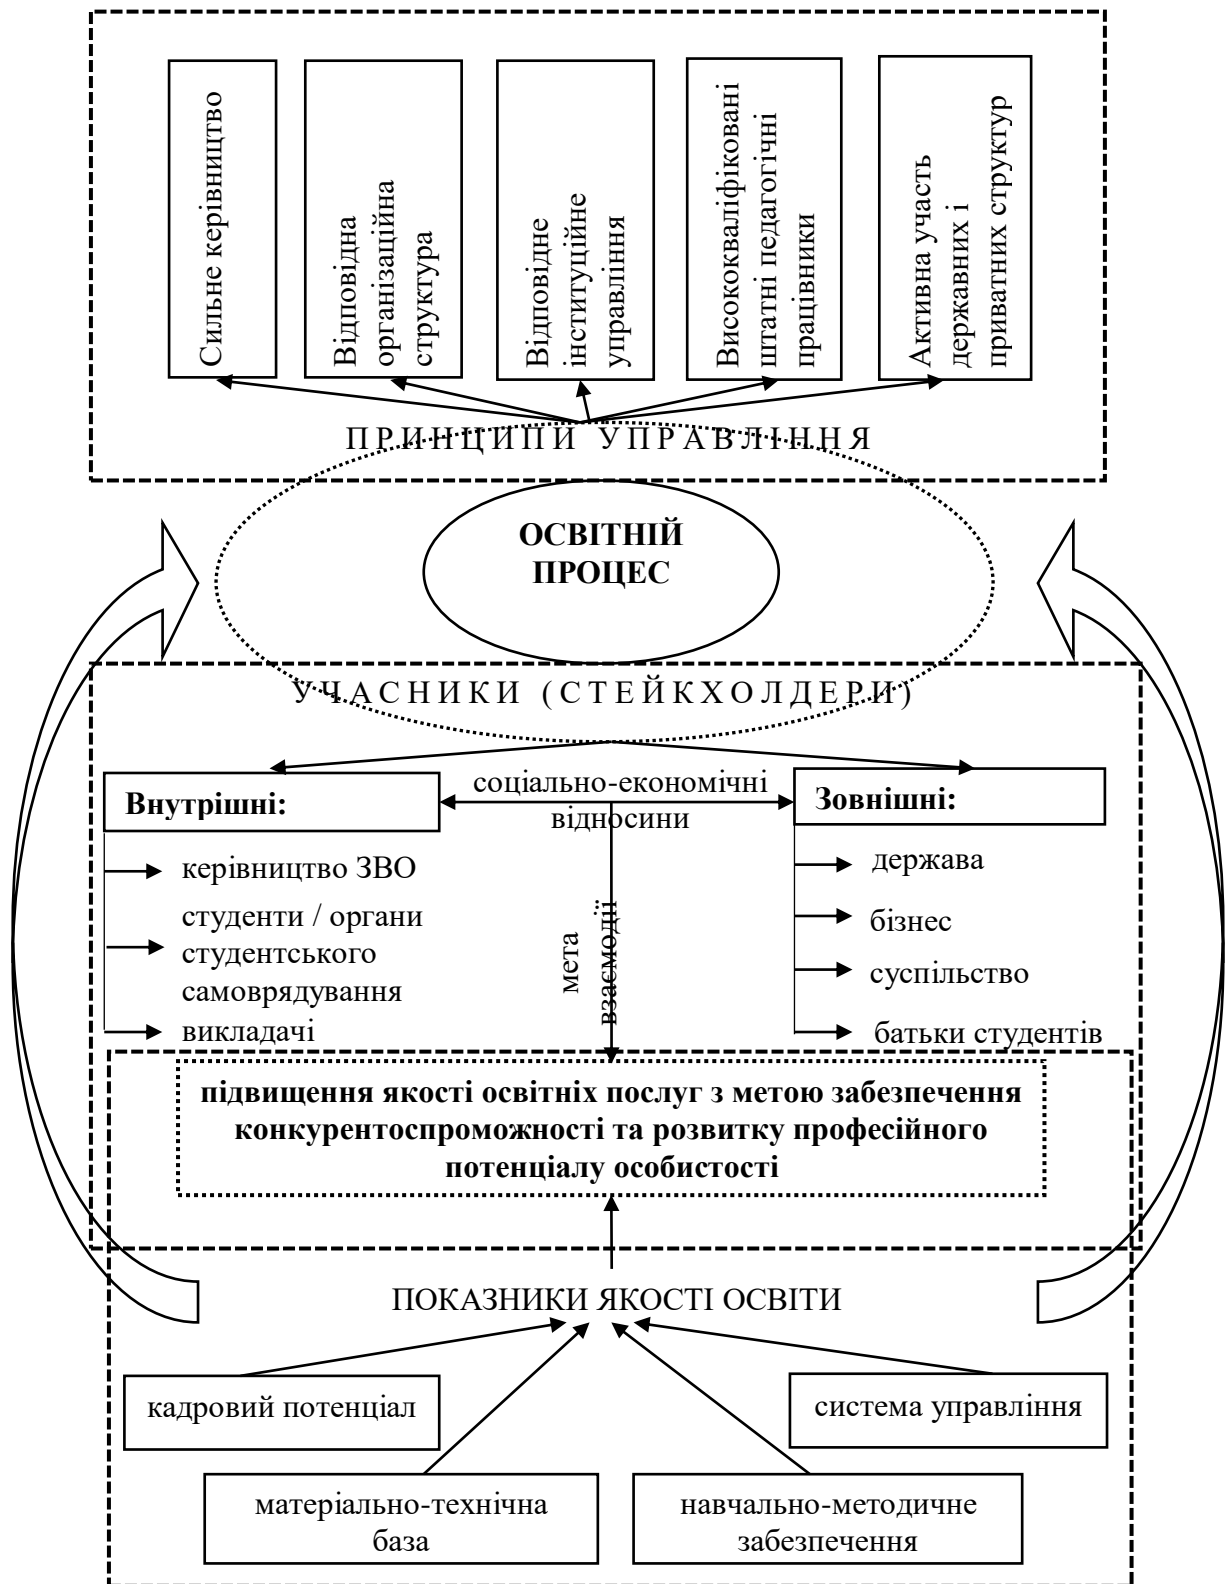 Сильне керівництво
Відповідна
організаційна
структура
Відповідне
інституційне
управління
Висококваліфіковані
штатні педагогічні
працівники
Активна участь
державних і
приватних структур
ПРИНЦИПИ УПРАВЛІННЯ
ОСВІТНІЙ
ПРОЦЕС
УЧАСНИКИ (СТЕЙКХОЛДЕРИ)
Внутрішні:
соціально-економічні
відносини
Зовнішні:
керівництво ЗВО
студенти / органи
студентського
самоврядування
викладачі
мета
взаємодії
держава
бізнес
суспільство
батьки студентів
підвищення якості освітніх послуг з метою забезпечення
конкурентоспроможності та розвитку професійного
потенціалу особистості
ПОКАЗНИКИ ЯКОСТІ ОСВІТИ
кадровий потенціал
система управління
матеріально-технічна
база
навчально-методичне
забезпечення